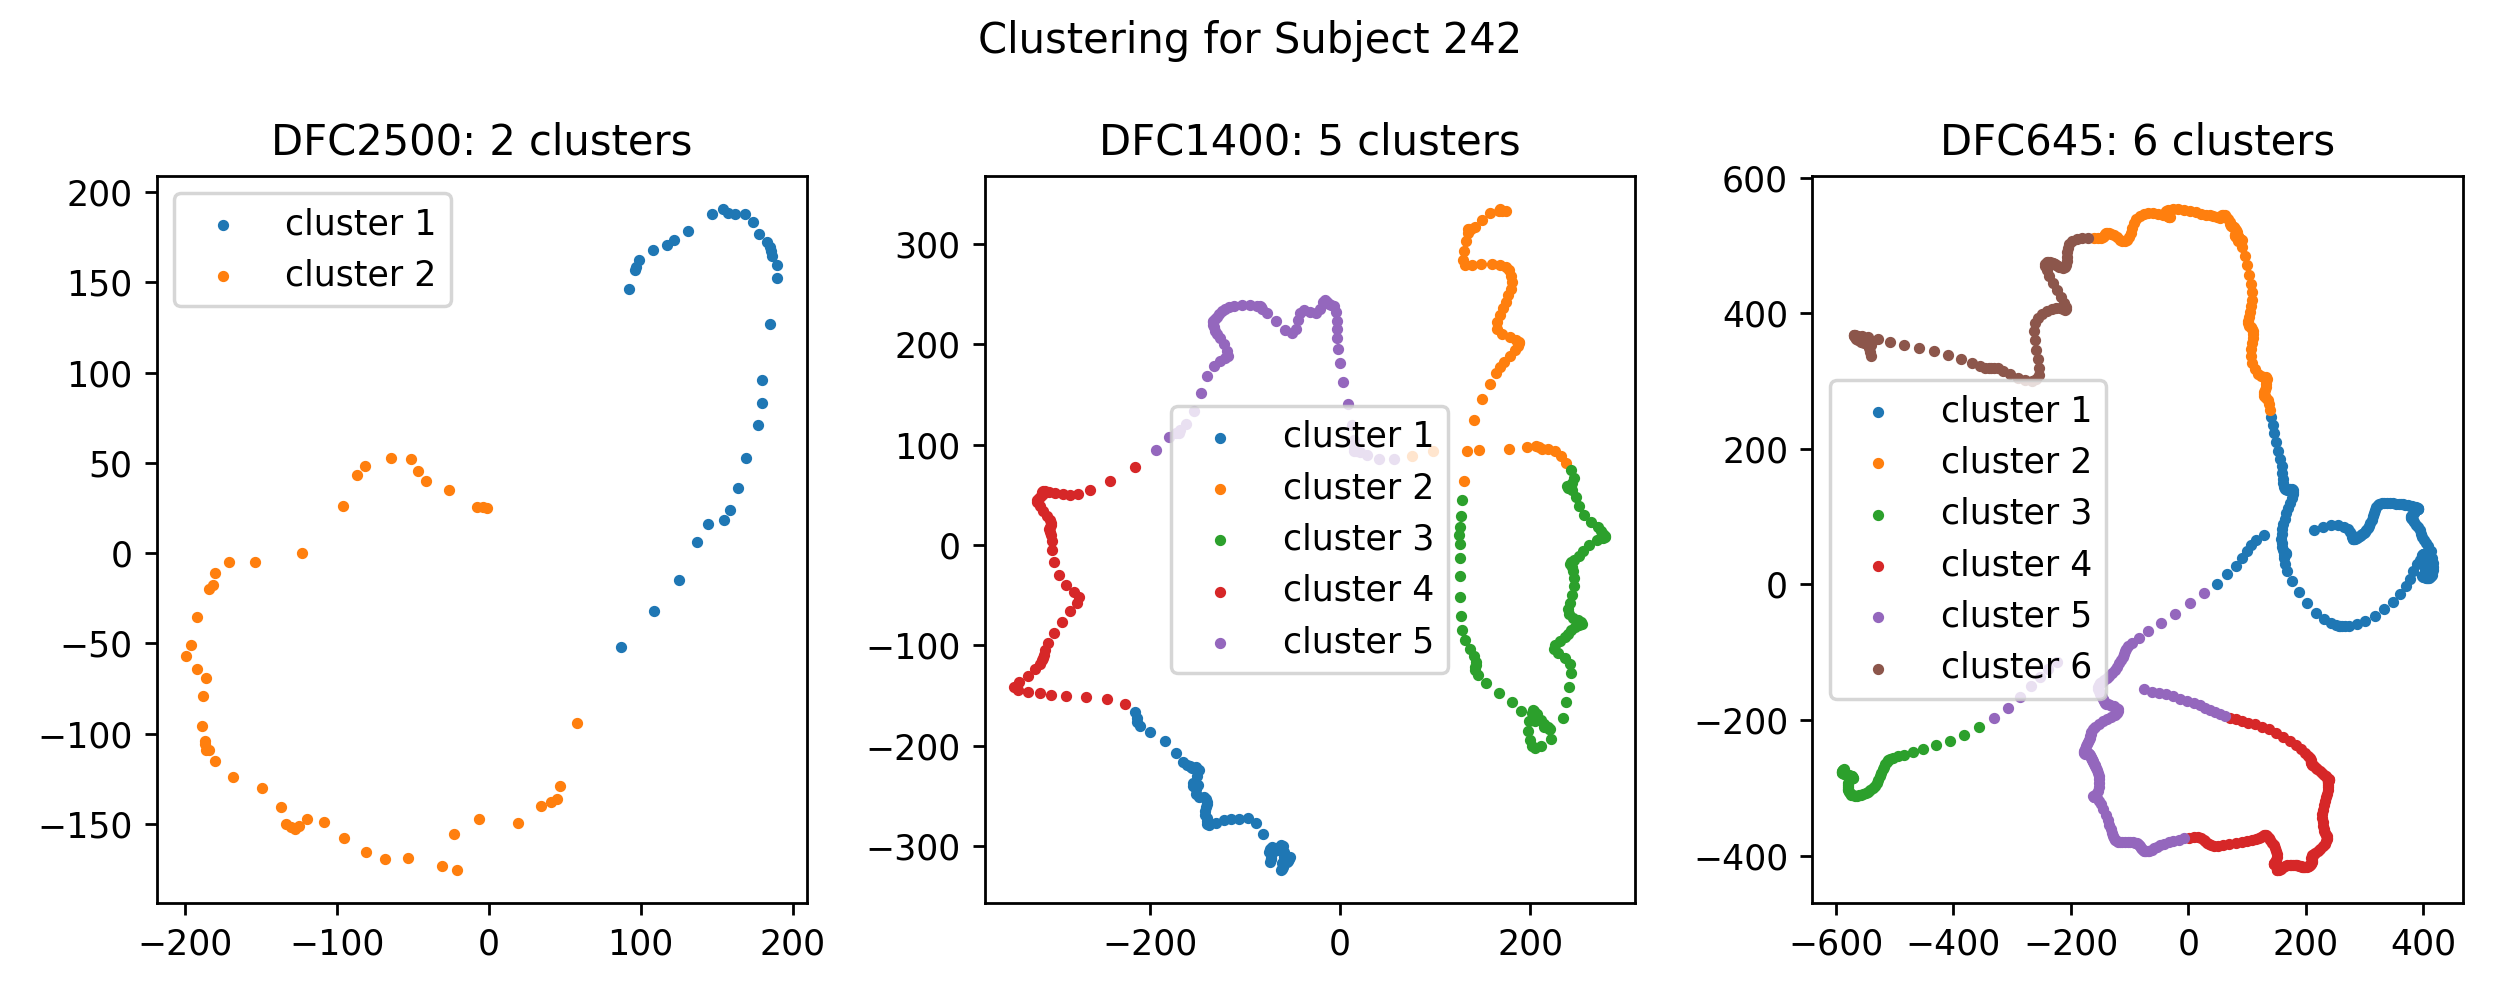 Clustering for Subject 242
DFC2500: 2 clusters
200
150
100
50
0
−50
−100
−150
−200
−100
0
100
200
cluster 1
cluster 2
DFC1400: 5 clusters
300
200
100
0
−100
−200
−300
−200
0
200
cluster 1
cluster 2
cluster 3
cluster 4
cluster 5
DFC645: 6 clusters
600
400
200
0
−200
−400
−600
−400
−200
0
200
400
cluster 1
cluster 2
cluster 3
cluster 4
cluster 5
cluster 6